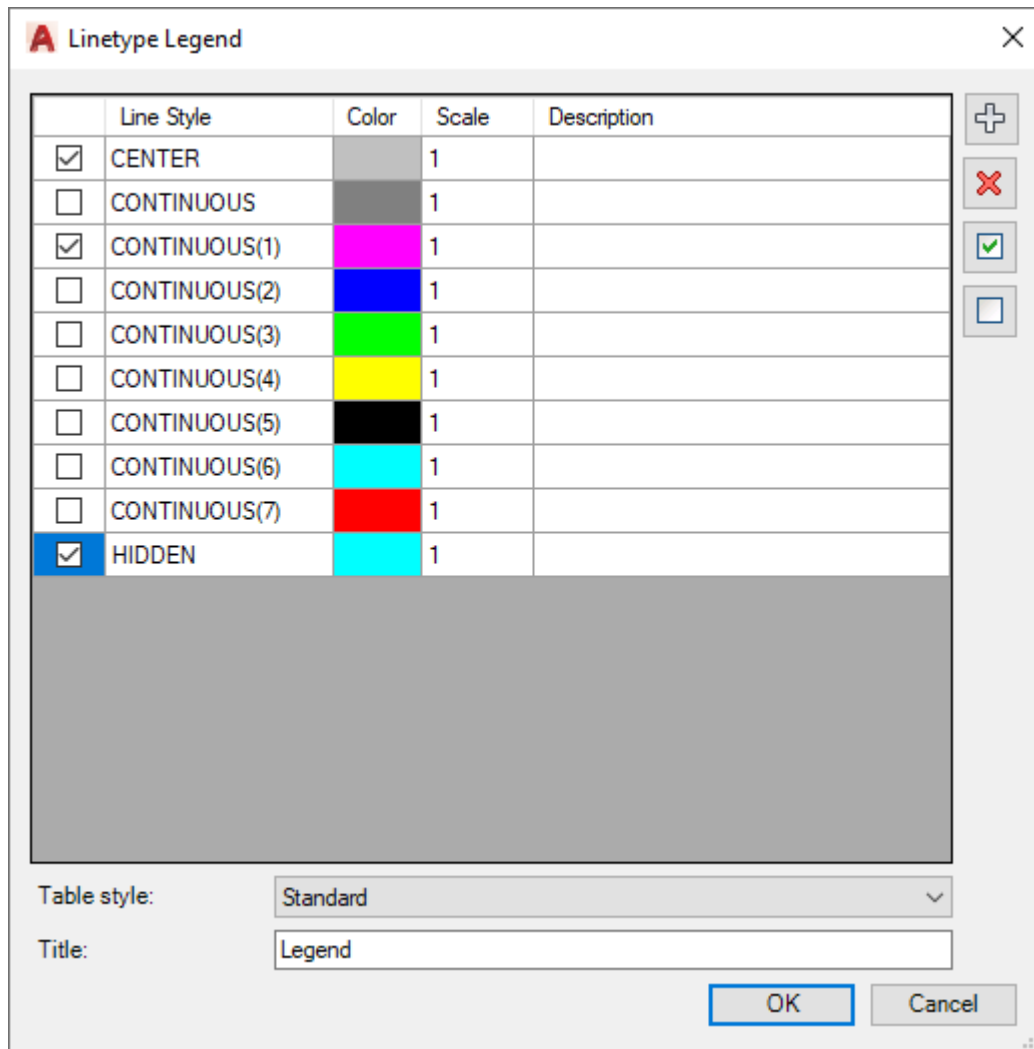 Linetype Legend
Line Style Color Scale Description
CENTER 1
CONTINUOUS 1
CONTINUOUS(1) 1
CONTINUOUS(2) 1
CONTINUOUS(3) 1
CONTINUOUS(4) 1
CONTINUOUS(5) 1
CONTINUOUS(6) 1
CONTINUOUS(7) 1
HIDDEN 1
Table style: Standard
Title: Legend
OK Cancel